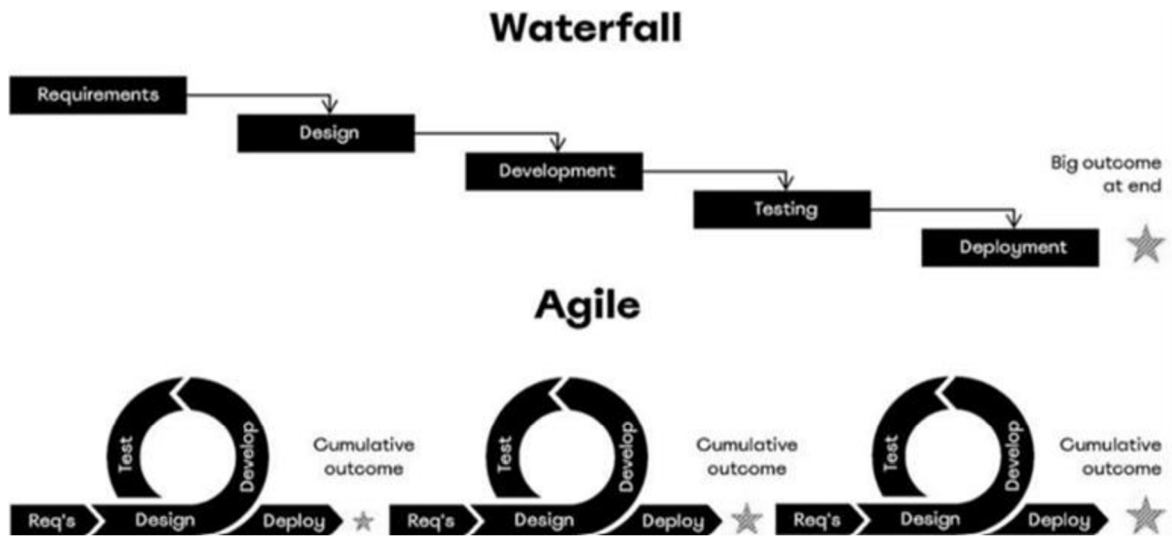 Waterfall
Requirements
Design
Development
Testing
Deployment
Big outcome
at end
Agile
Test
Develop
Cumulative
outcome
Req's
Design
Deploy
Test
Develop
Cumulative
outcome
Req's
Design
Deploy
Test
Develop
Cumulative
outcome
Req's
Design
Deploy